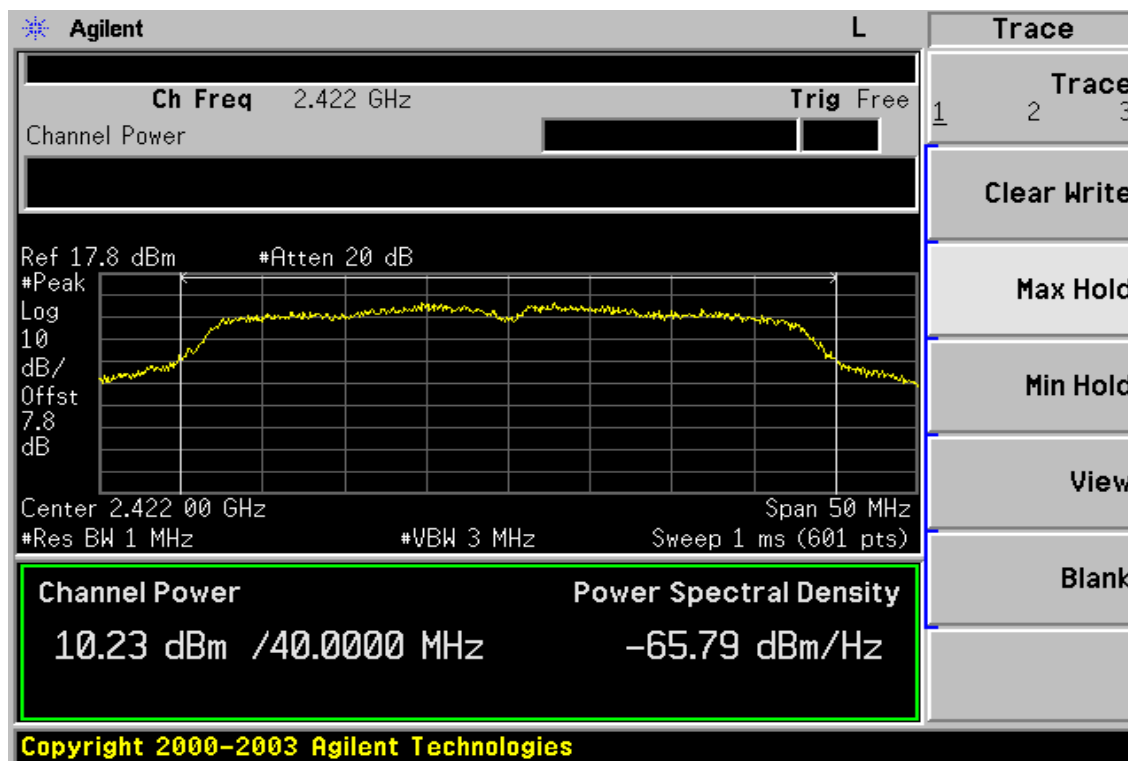 Agilent L
Ch Freq 2.422 GHz Trig Free
Channel Power
Ref 17.8 dBm #Atten 20 dB
#Peak
Log
10
dB/
Offst
7.8
dB
Center 2.422 00 GHz Span 50 MHz
#Res BW 1 MHz #VBW 3 MHz Sweep 1 ms (601 pts)
Channel Power Power Spectral Density
10.23 dBm /40.0000 MHz -65.79 dBm/Hz
Copyright 2000-2003 Agilent Technologies
Trace
Trace
1 2 3
Clear Write
Max Hold
Min Hold
View
Blank